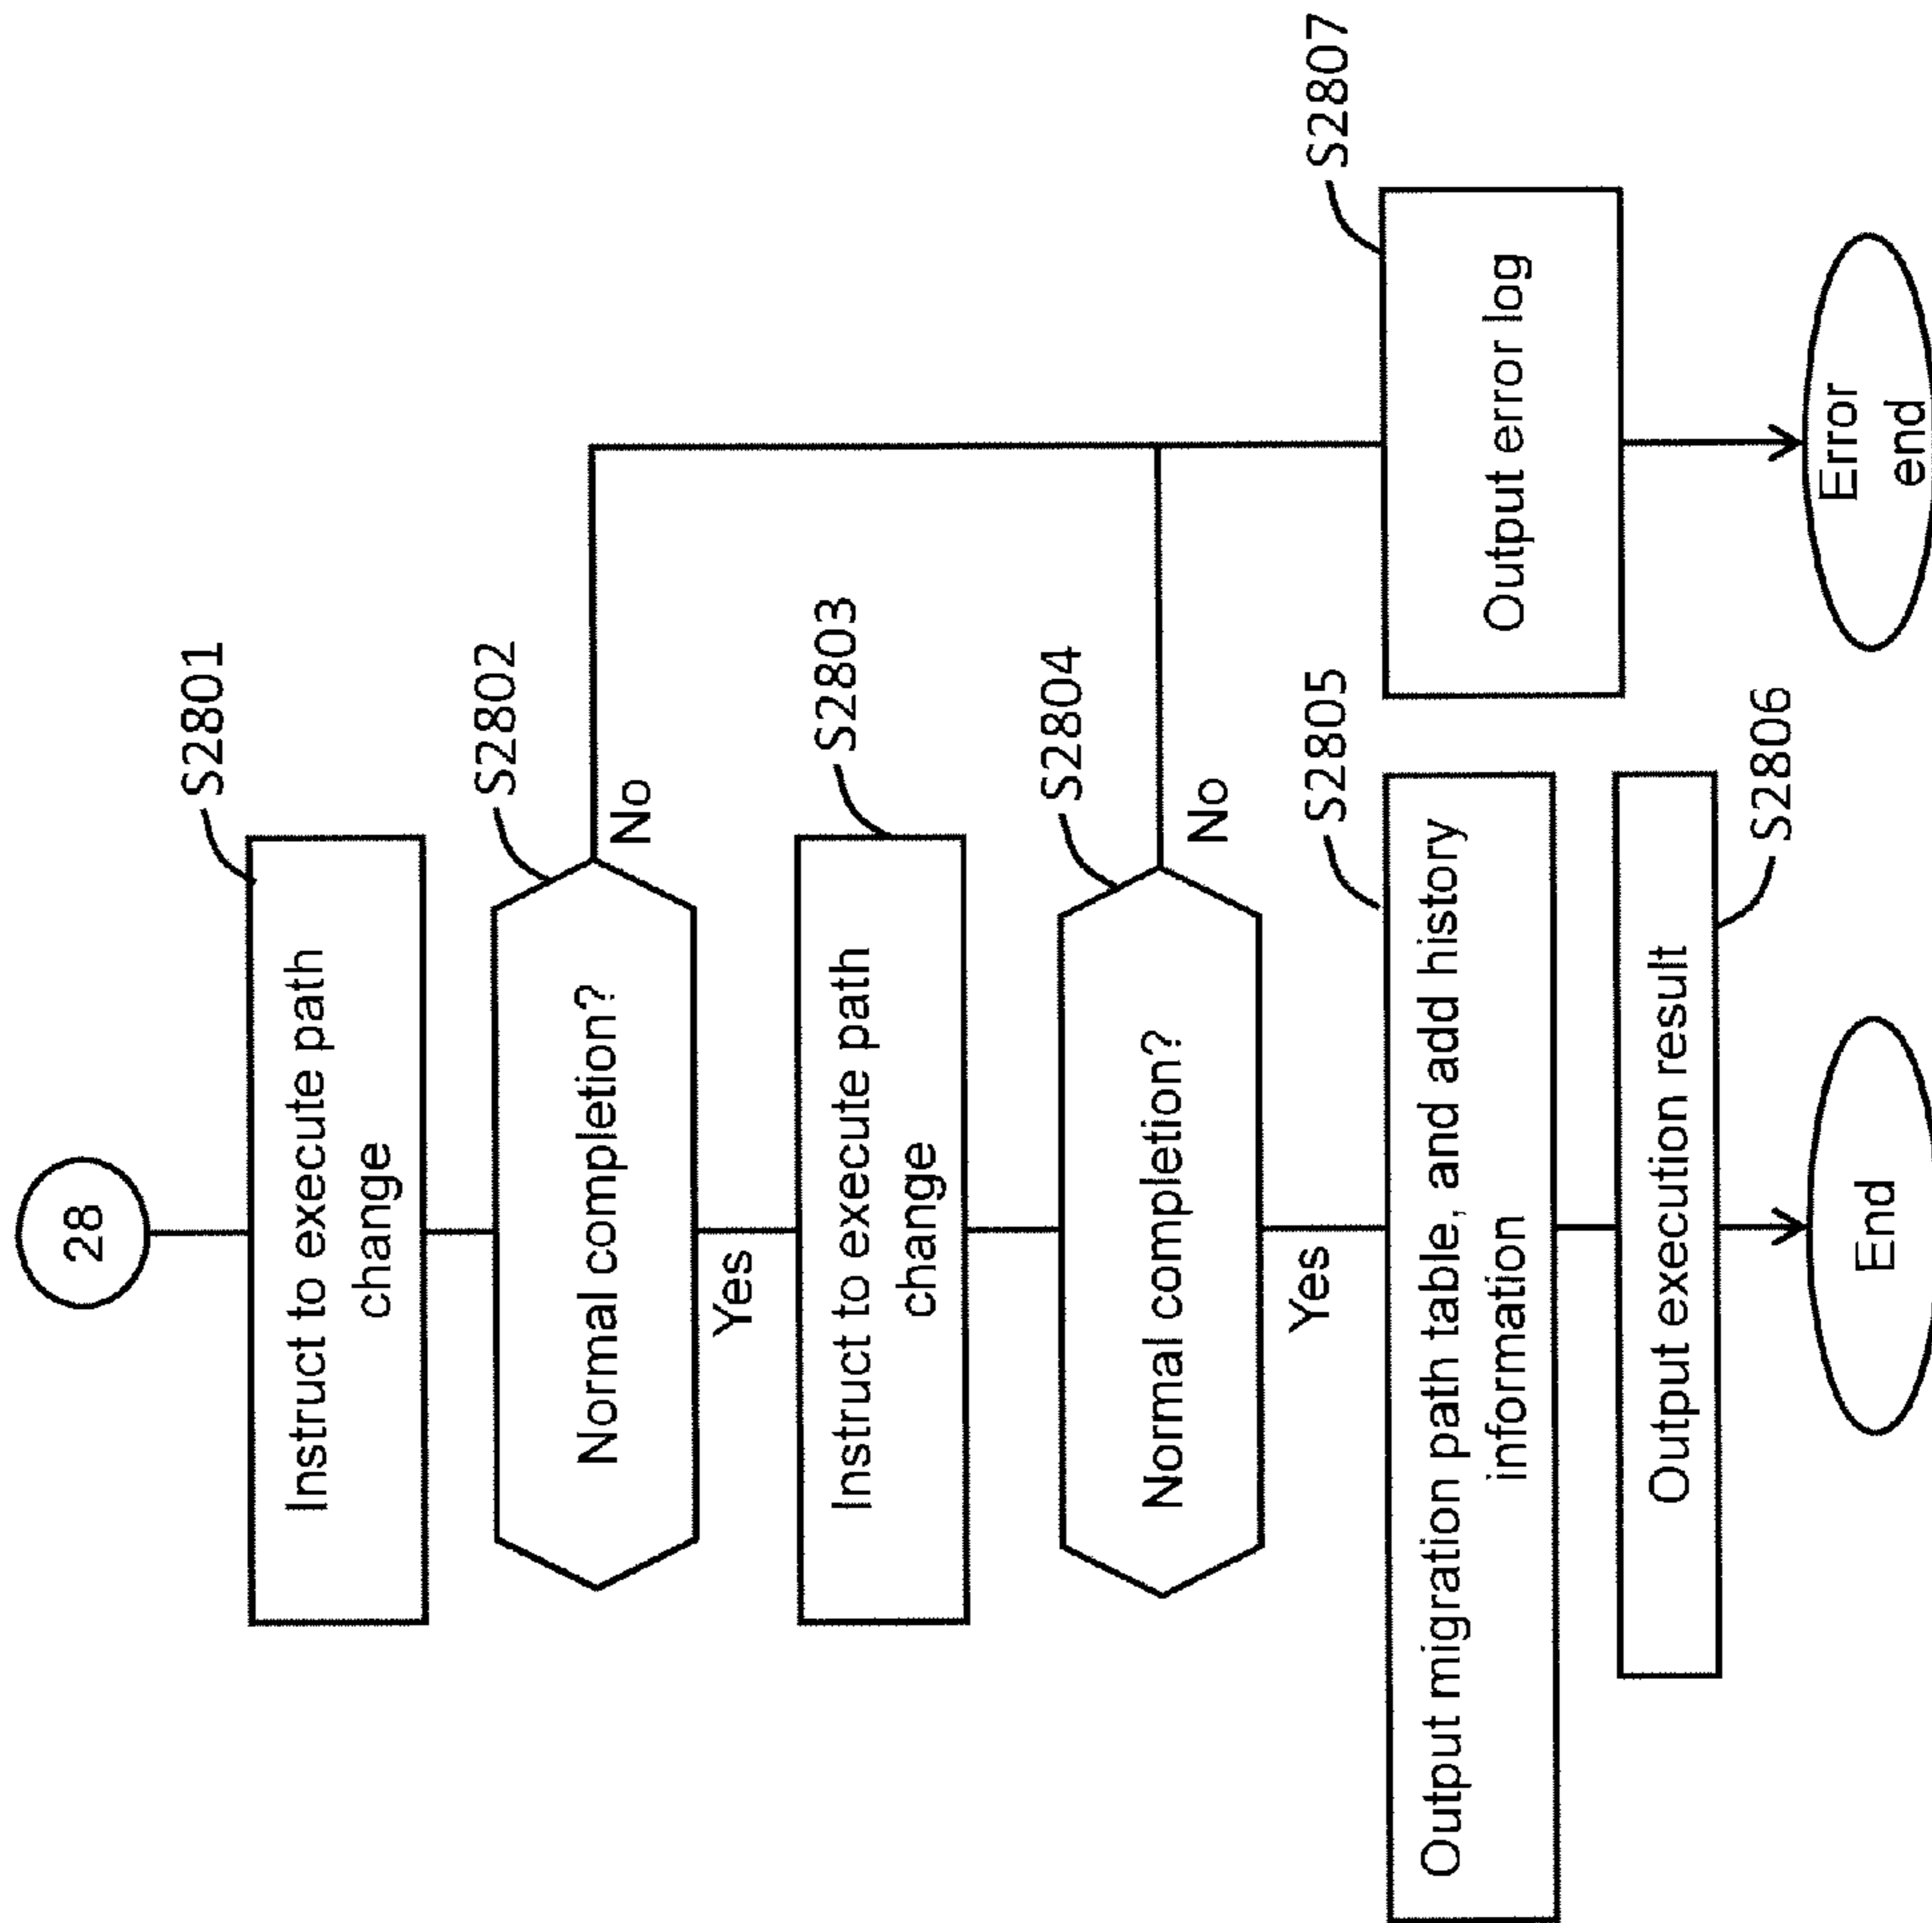 28
S2801
Instruct to execute path
change
S2802
Normal completion?
No
Yes
S2803
Instruct to execute path
change
S2804
Normal completion?
No
Yes
S2805
Output migration path table, and add history
information
S2806
Output execution result
End
S2807
Output error log
Error
end